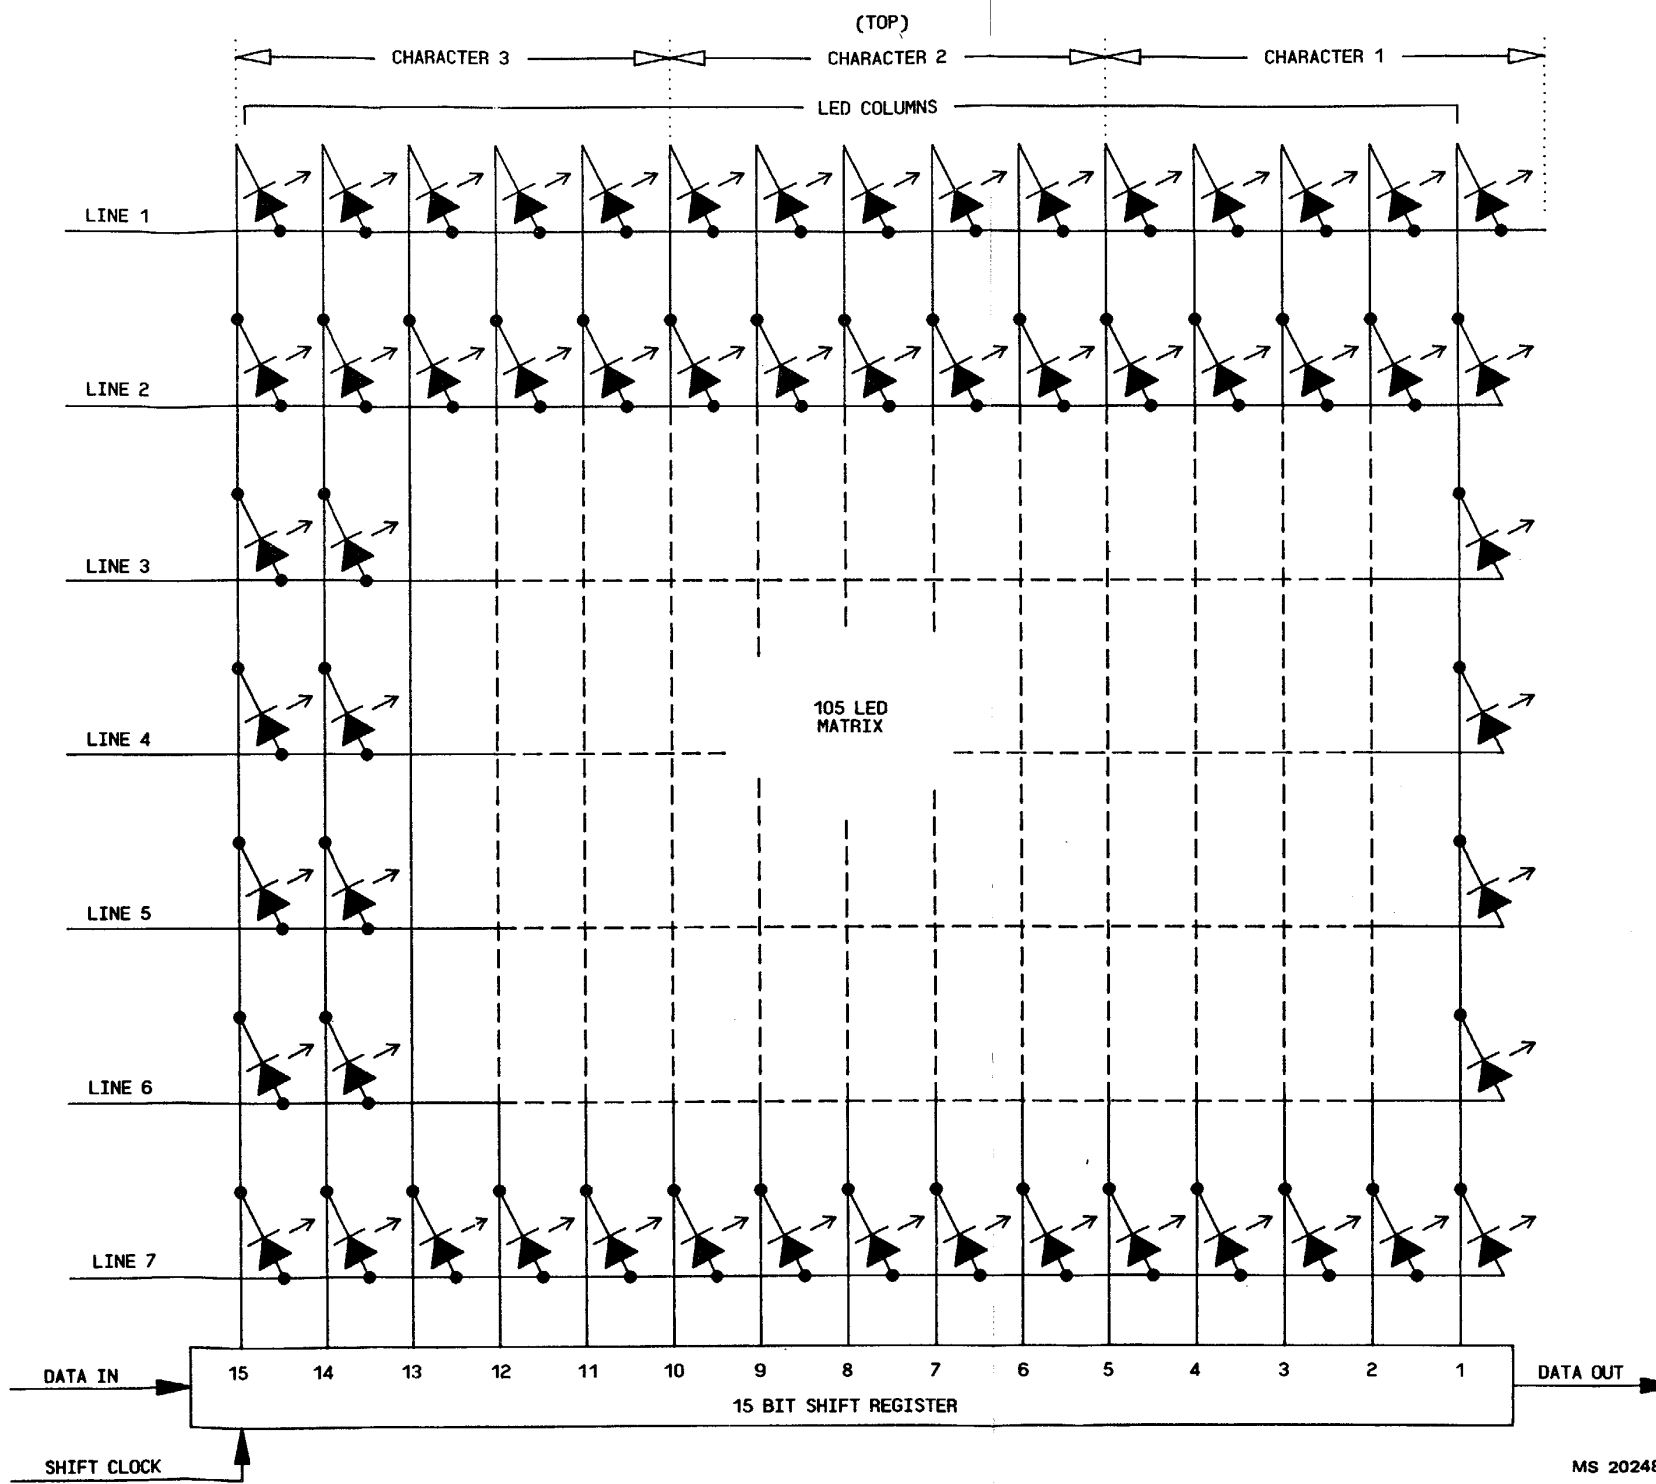 (TOP)
CHARACTER 3 CHARACTER 2 CHARACTER 1
LED COLUMNS
LINE 1
LINE 2
LINE 3
105 LED
MATRIX
LINE 4
LINE 5
LINE 6
LINE 7
DATA IN 15 14 13 12 11 10 9 8 7 6 5 4 3 2 1 DATA OUT
15 BIT SHIFT REGISTER
SHIFT CLOCK
MS 20248